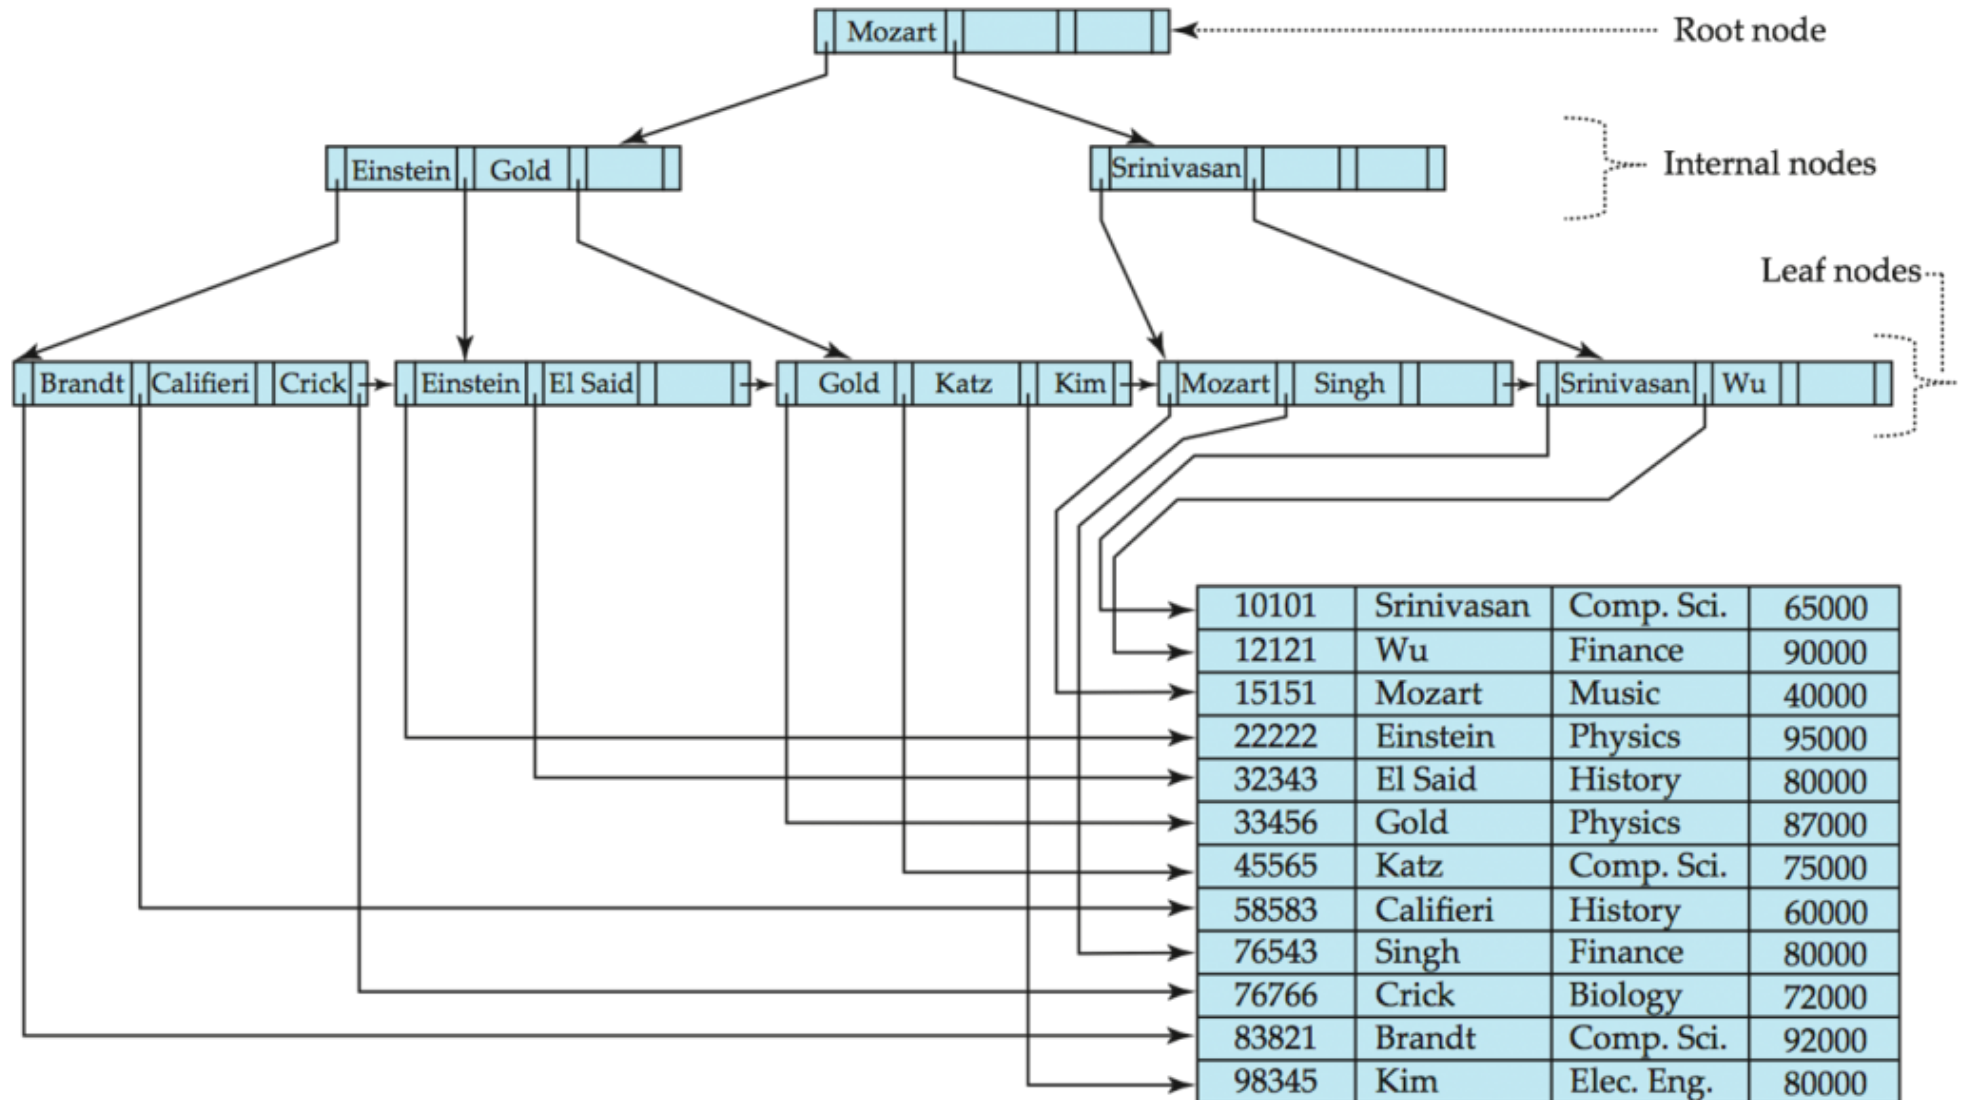 Mozart
Root node
Einstein Gold
Srinivasan
Internal nodes
Leaf nodes
Brandt Califieri Crick Einstein El Said Gold Katz Kim Mozart Singh Srinivasan Wu
10101 Srinivasan Comp. Sci. 65000
12121 Wu Finance 90000
15151 Mozart Music 40000
22222 Einstein Physics 95000
32343 El Said History 80000
33456 Gold Physics 87000
45565 Katz Comp. Sci. 75000
58583 Califieri History 60000
76543 Singh Finance 80000
76766 Crick Biology 72000
83821 Brandt Comp. Sci. 92000
98345 Kim Elec. Eng. 80000